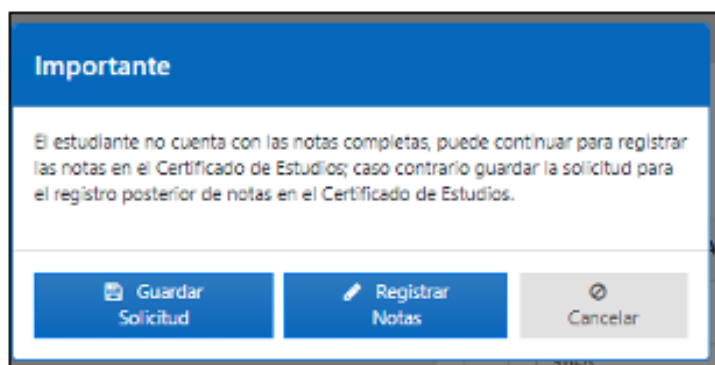 Importante
El estudiante no cuenta con las notas completas, puede continuar para registrar
las notas en el Certificado de Estudios; caso contrario guardar la solicitud para
el registro posterior de notas en el Certificado de Estudios.
Guardar
Solicitud
Registrar
Notas
Cancelar